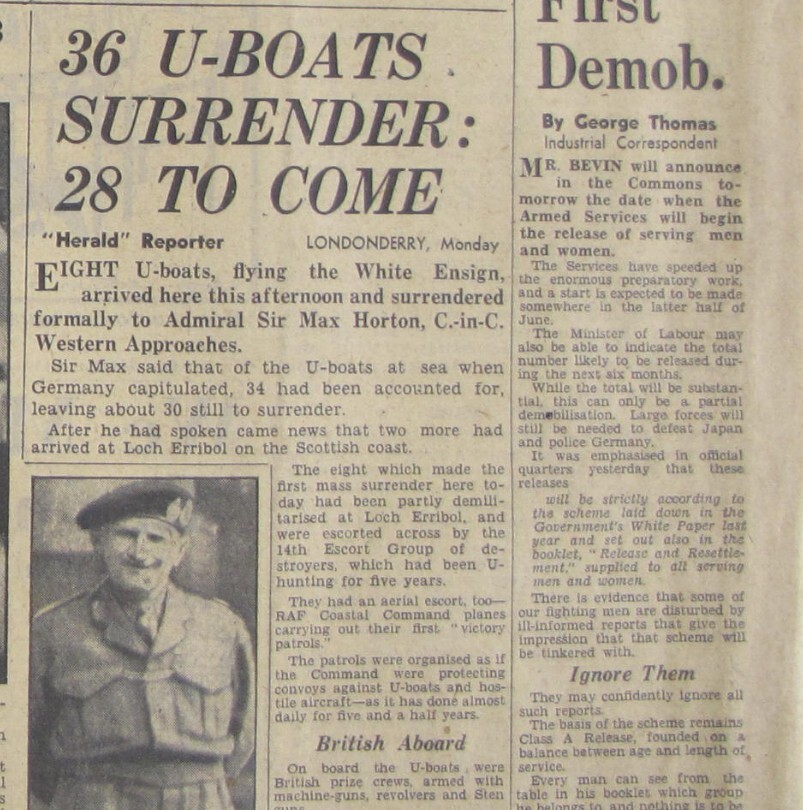 36 U-BOATS
SURRENDER:
28 TO COME
"Herald" Reporter LONDONDERRY, Monday
EIGHT U-boats, flying the White Ensign,
arrived here this afternoon and surrendered
formally to Admiral Sir Max Horton, C.-in-C.
Western Approaches.
Sir Max said that of the U-boats at sea when
Germany capitulated, 34 had been accounted for,
leaving about 30 still to surrender.
After he had spoken came news that two more had
arrived at Loch Erribol on the Scottish coast.
The eight which made the
first mass surrender here to-
day had been partly demili-
tarised at Loch Erribol, and
were escorted across by the
14th Escort Group of de-
stroyers, which had been U-
hunting for five years.
They had an aerial escort, too—
RAF Coastal Command planes
carrying out their first "victory
patrols."
The patrols were organised as if
the Command were protecting
convoys against U-boats and hos-
tile aircraft—as it has done almost
daily for five and a half years.
British Aboard
On board the U-boats were
British prize crews, armed with
machine-guns, revolvers and Sten
First
Demob.
By George Thomas
Industrial Correspondent
MR. BEVIN will announce
in the Commons to-
morrow the date when the
Armed Services will begin
the release of serving men
and women.
The Services have speeded up
the enormous preparatory work,
and a start is expected to be made
somewhere in the latter half of
June.
The Minister of Labour may
also be able to indicate the total
number likely to be released dur-
ing the next six months.
While the total will be substan-
tial, this can only be a partial
demobilisation. Large forces will
still be needed to defeat Japan
and police Germany.
It was emphasised in official
quarters yesterday that these
releases
will be strictly according to
the scheme laid down in the
Government's White Paper last
year and set out also in the
booklet, "Release and Resettle-
ment," supplied to all serving
men and women.
There is evidence that some of
our fighting men are disturbed by
ill-informed reports that give the
impression that that scheme will
be tinkered with.
Ignore Them
They may confidently ignore all
such reports.
The basis of the scheme remains
Class A Release, founded on a
balance between age and length of
service.
Every man can see from the
table in his booklet which group
he belongs to and nothing is to be